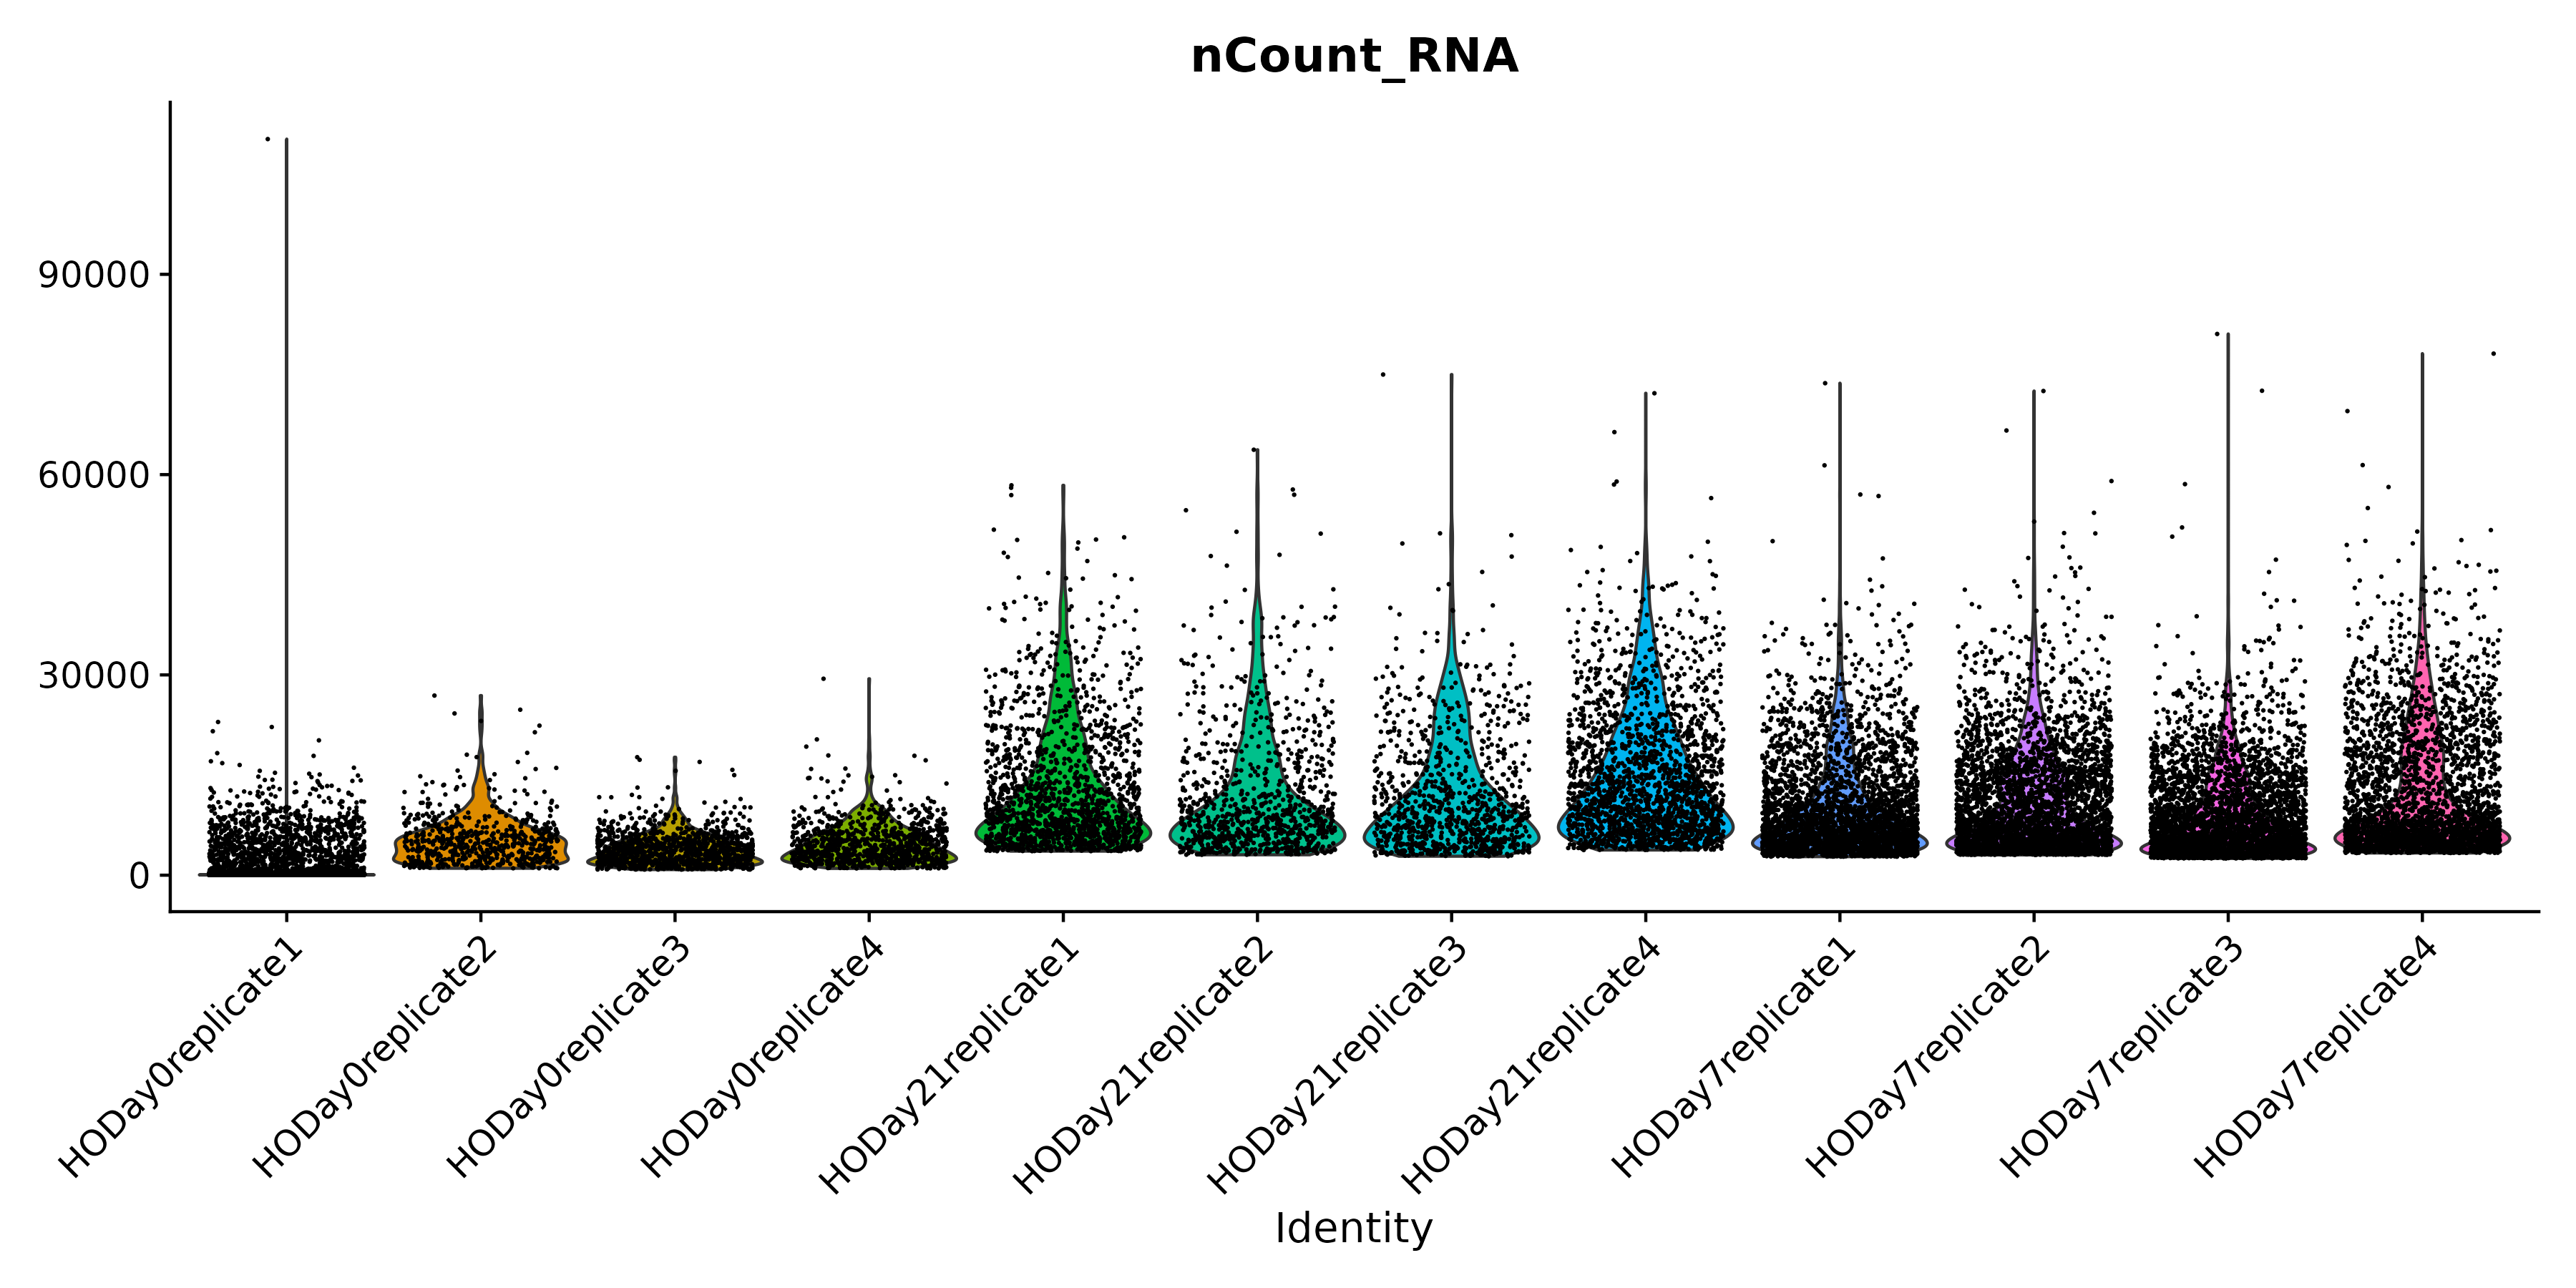 nCount_RNA
90000
60000
30000
0
HODay0replicate1
HODay0replicate2
HODay0replicate3
HODay0replicate4
HODay21replicate1
HODay21replicate2
HODay21replicate3
HODay21replicate4
HODay7replicate1
HODay7replicate2
HODay7replicate3
HODay7replicate4
Identity